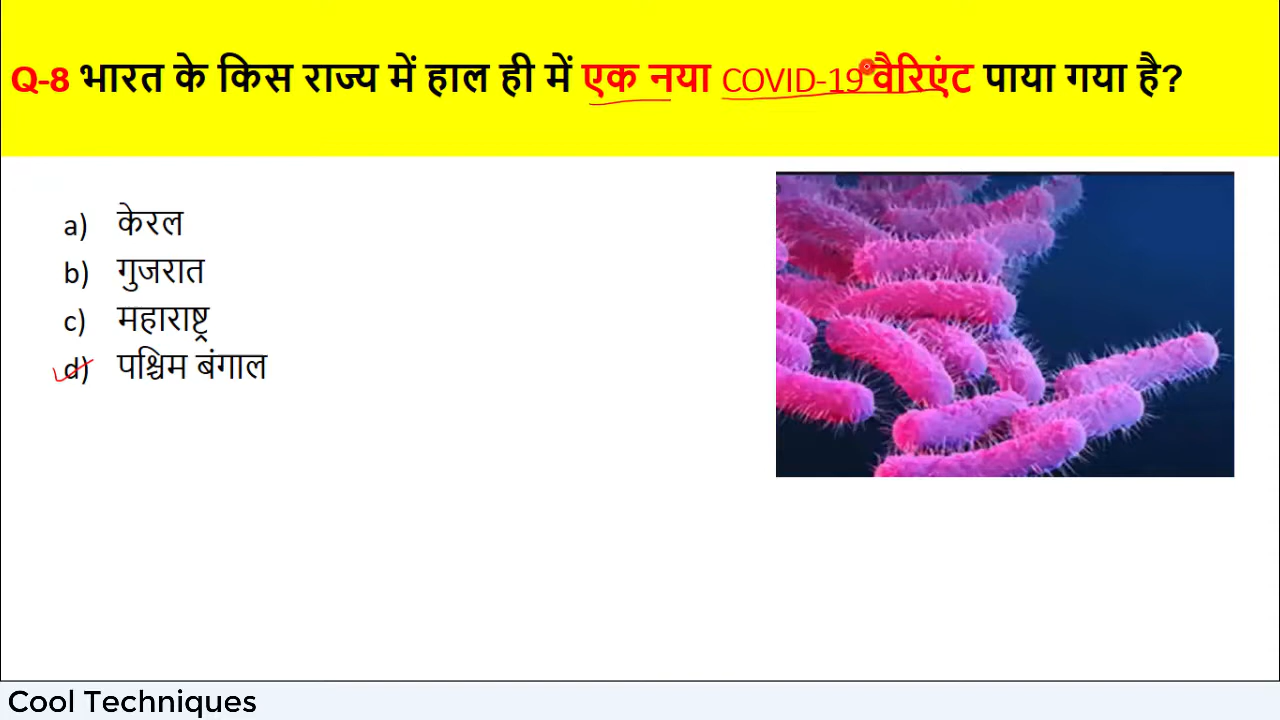 Q-8 भारत के किस राज्य में हाल ही में एक नया COVID-19 वैरिएंट पाया गया है?
a) केरल
b) गुजरात
c) महाराष्ट्र
d) पश्चिम बंगाल
Cool Techniques